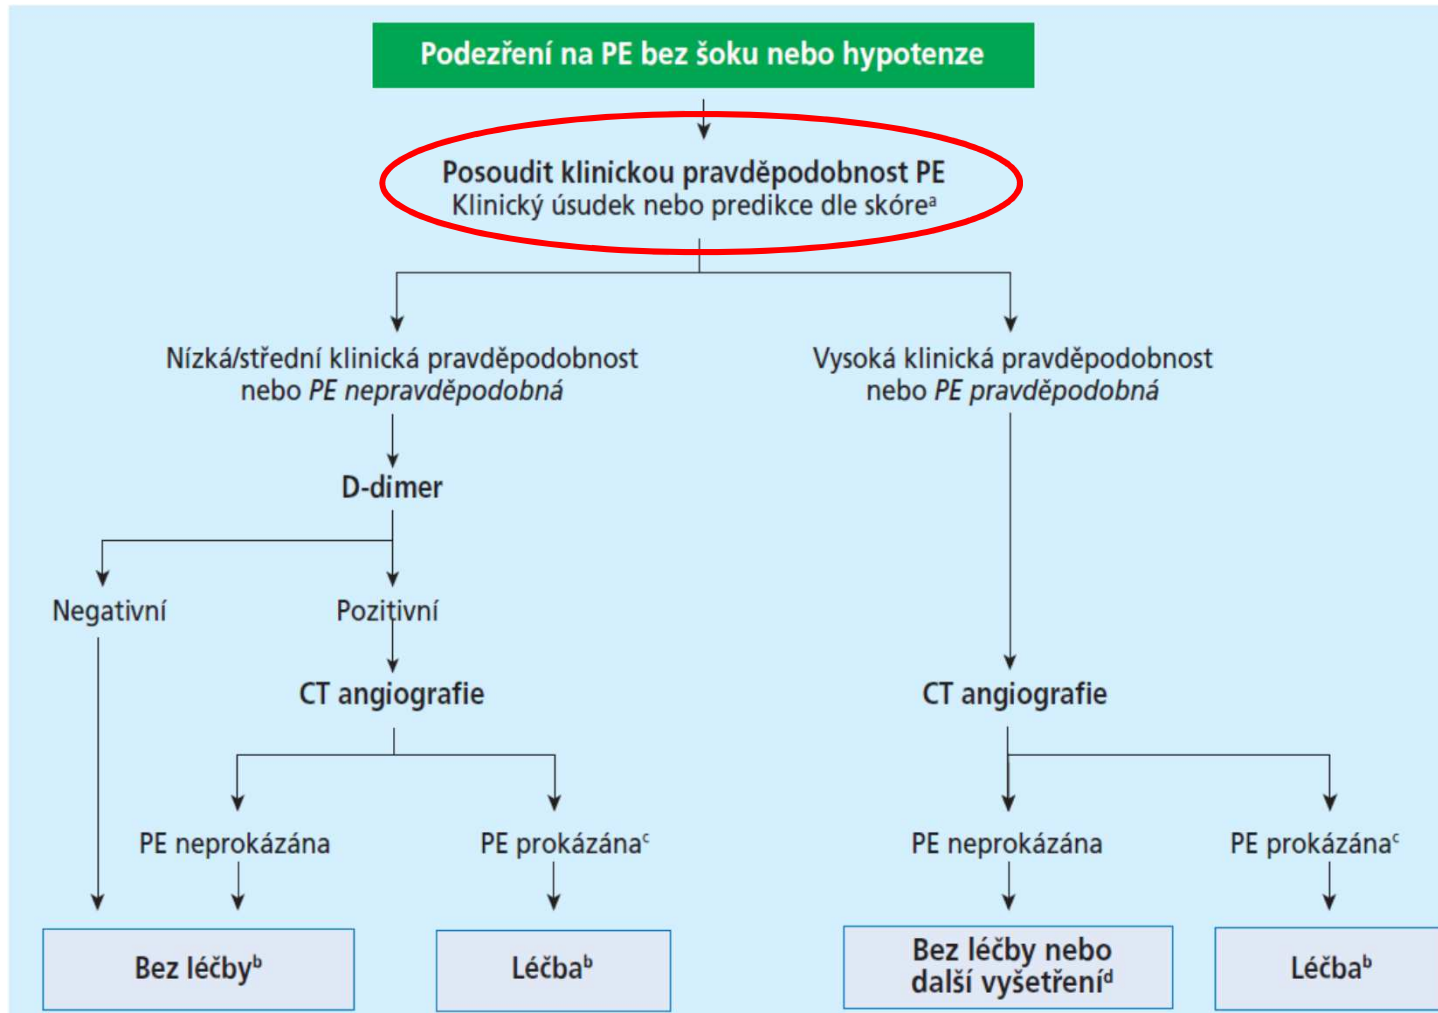 Podezření na PE bez šoku nebo hypotenze
Posoudit klinickou pravděpodobnost PE
Klinický úsudek nebo predikce dle skóreᵃ
Nízká/střední klinická pravděpodobnost
nebo PE nepravděpodobná
Vysoká klinická pravděpodobnost
nebo PE pravděpodobná
D-dimer
Negativní
Pozitivní
CT angiografie
CT angiografie
PE neprokázána
PE prokázánaᶜ
PE neprokázána
PE prokázánaᶜ
Bez léčbyᵇ
Léčbaᵇ
Bez léčby nebo
další vyšetřeníᵈ
Léčbaᵇ